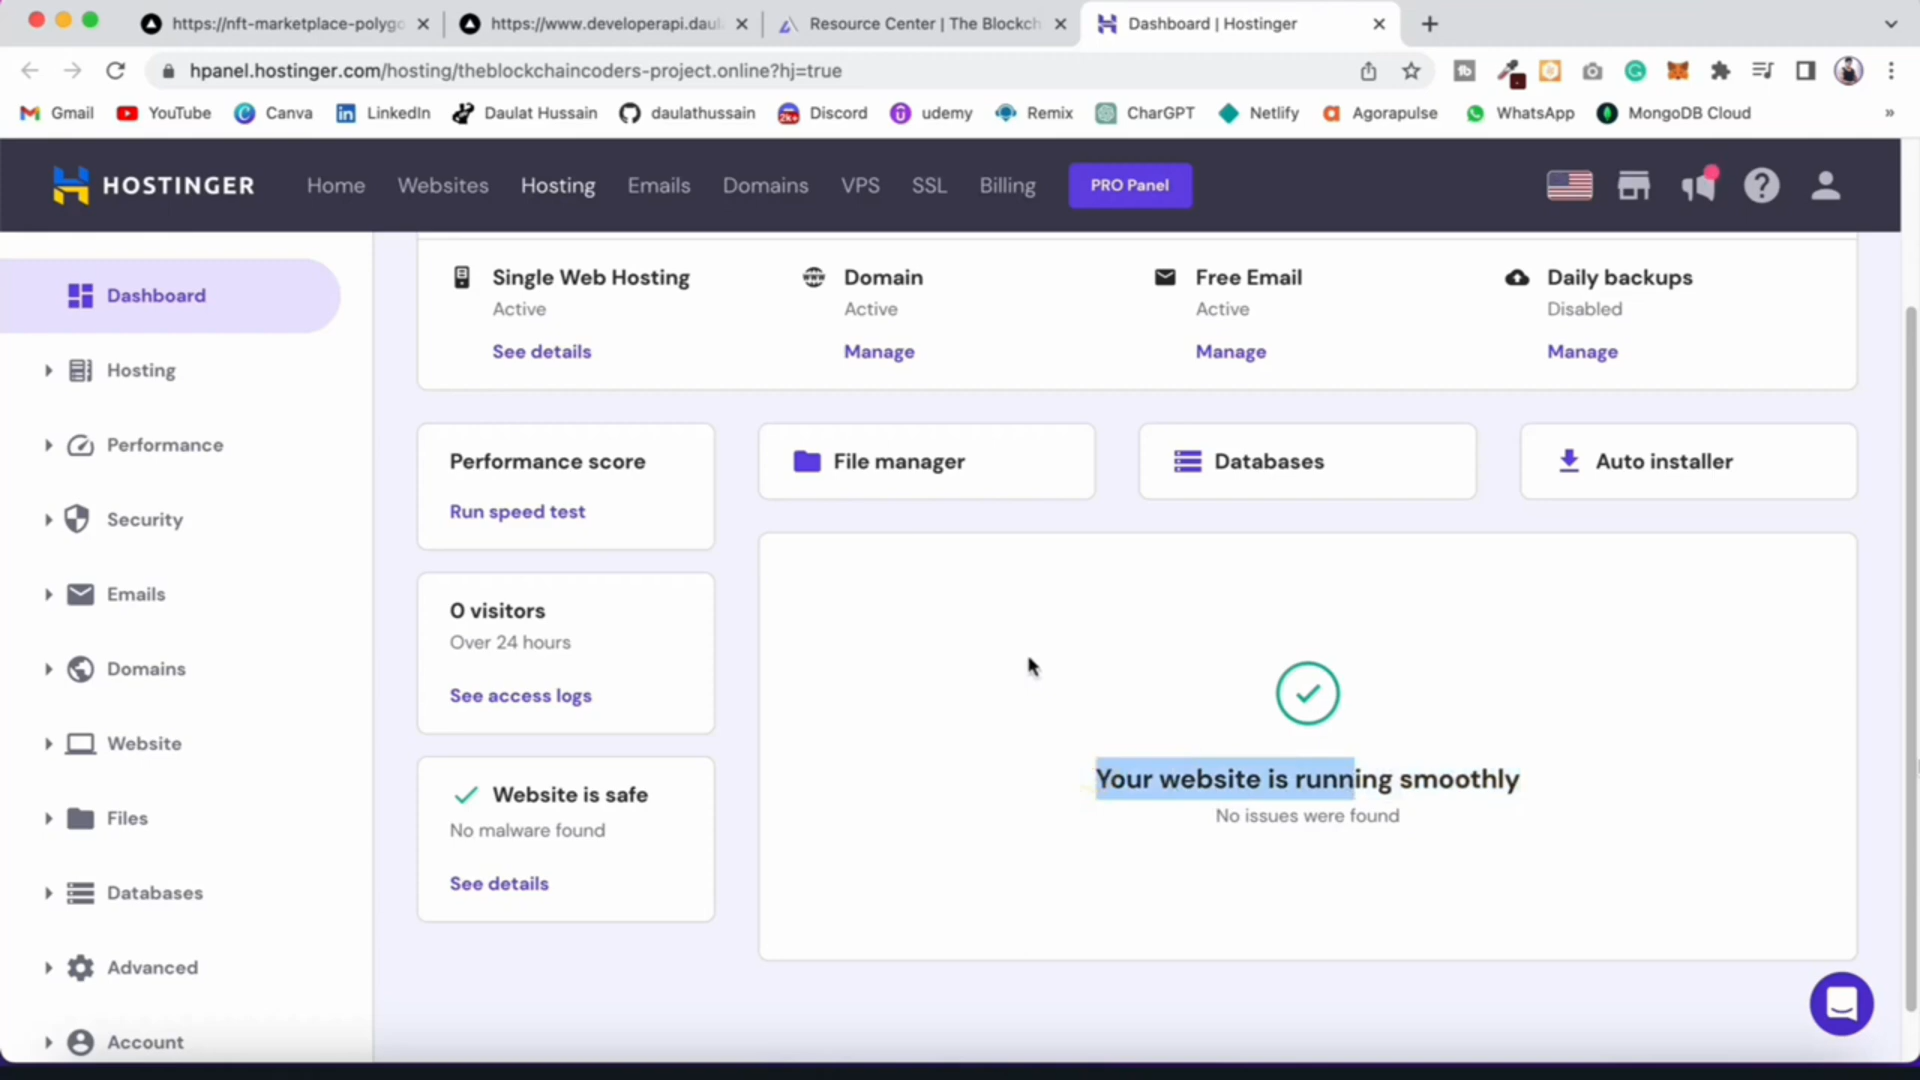 https://nft-marketplace-polygo
https://www.developerapi.daul
Resource Center | The Blockch
Dashboard | Hostinger
hpanel.hostinger.com/hosting/theblockchaincoders-project.online?hj=true
Gmail
YouTube
Canva
LinkedIn
Daulat Hussain
daulathussain
Discord
udemy
Remix
CharGPT
Netlify
Agorapulse
WhatsApp
MongoDB Cloud
»
HOSTINGER
Home
Websites
Hosting
Emails
Domains
VPS
SSL
Billing
PRO Panel
Dashboard
Hosting
Performance
Security
Emails
Domains
Website
Files
Databases
Advanced
Account
Single Web Hosting
Active
See details
Domain
Active
Manage
Free Email
Active
Manage
Daily backups
Disabled
Manage
Performance score
Run speed test
File manager
Databases
Auto installer
0 visitors
Over 24 hours
See access logs
Website is safe
No malware found
See details
Your website is running smoothly
No issues were found